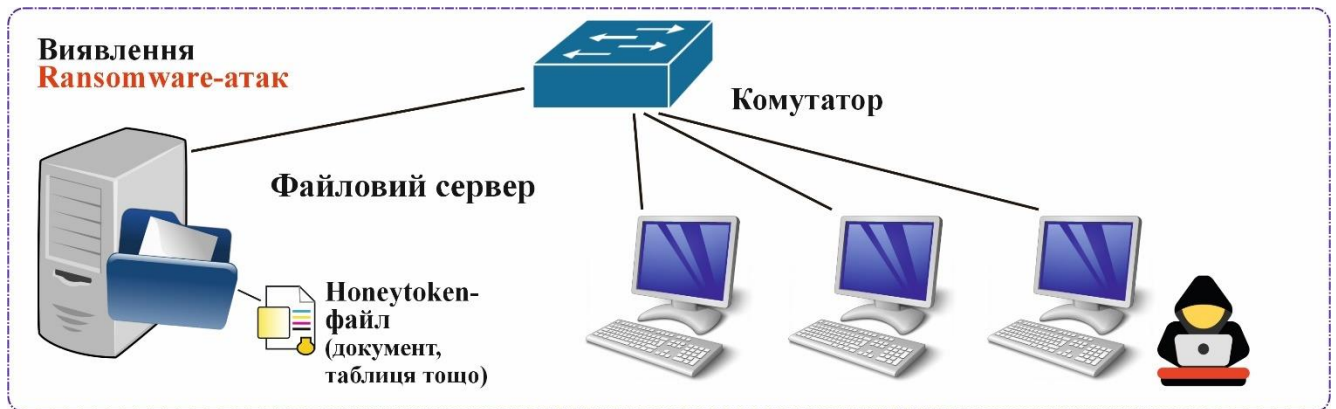 Виявлення
Ransomware-атак
Комутатор
Файловий сервер
Honeytoken-
файл
(документ,
таблиця тощо)